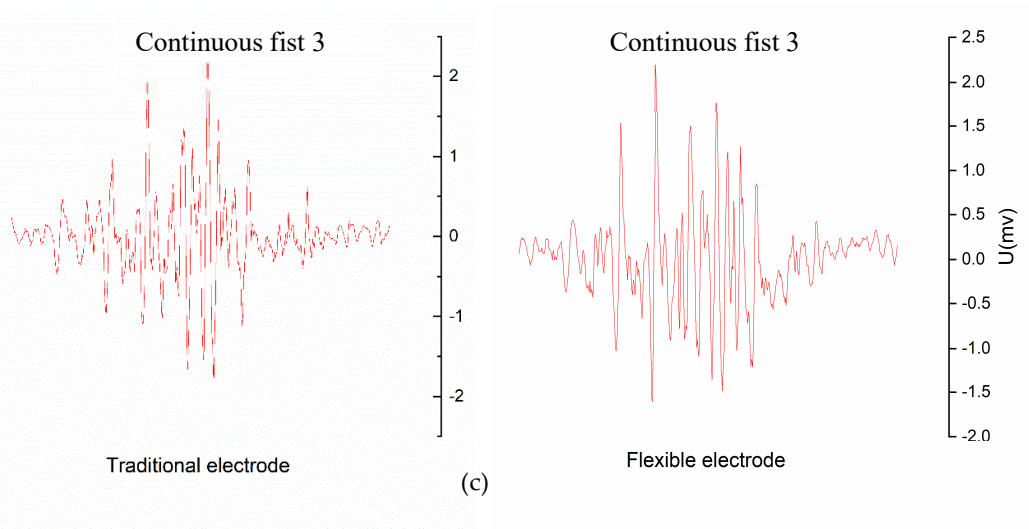 Continuous fist 3
2
1
0
-1
-2
Traditional electrode
(c)
Continuous fist 3
2.5
2.0
1.5
1.0
0.5
0.0
-0.5
-1.0
-1.5
-2.0
U(mv)
Flexible electrode